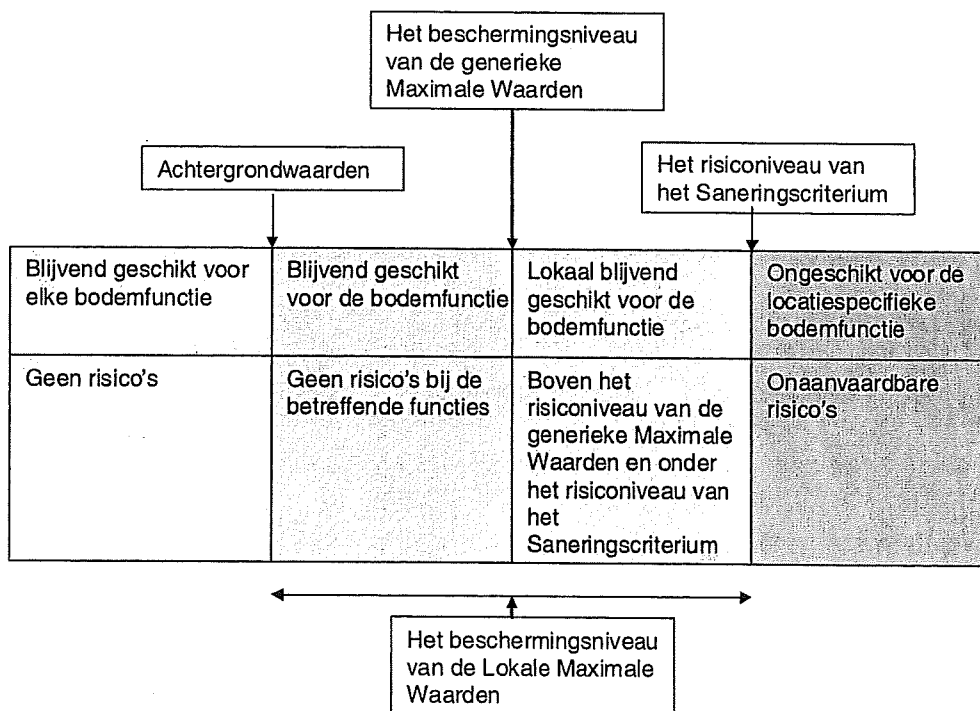 Het beschermingsniveau
van de generieke
Maximale Waarden
Achtergrondwaarden
Het risiconiveau van
het Saneringscriterium
Blijvend geschikt voor
elke bodemfunctie
Blijvend geschikt
voor de bodemfunctie
Lokaal blijvend
geschikt voor de
bodemfunctie
Ongeschikt voor de
locatiespecifieke
bodemfunctie
Geen risico's
Geen risico's bij de
betreffende functies
Boven het
risiconiveau van de
generieke Maximale
Waarden en onder
het risiconiveau van
het
Saneringscriterium
Onaanvaardbare
risico's
Het beschermingsniveau
van de Lokale Maximale
Waarden